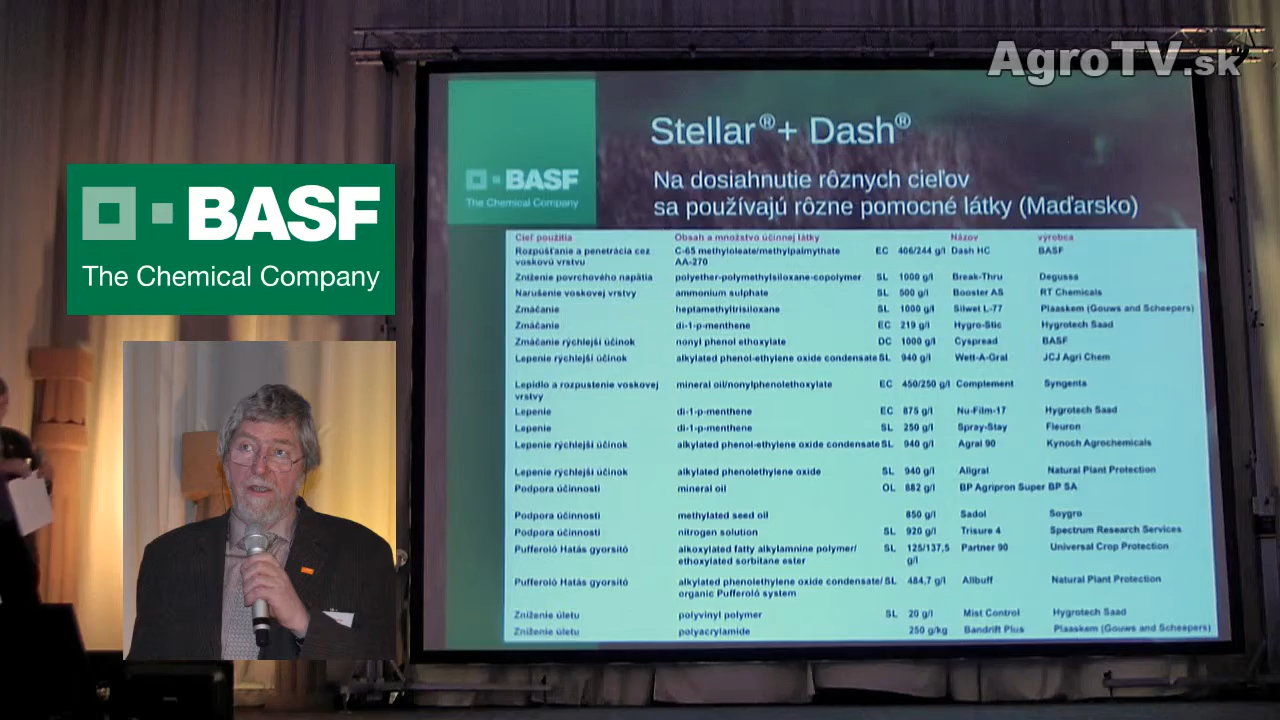 AgroTV.sk
BASF
The Chemical Company
BASF
The Chemical Company
Stellar®+ Dash®
Na dosiahnutie rôznych cieľov
sa používajú rôzne pomocné látky (Maďarsko)
Cieľ použitia Obsah a množstvo účinnej látky Názov výrobca
Rozpúšťanie a penetrácia cez voskovú vrstvu C-65 methyloleate/methylpalmythate AA-270 EC 406/244 g/l Dash HC BASF
Zníženie povrchového napätia polyether-polymethylsiloxane-copolymer SL 1000 g/l Break-Thru Degussa
Narušenie voskovej vrstvy ammonium sulphate SL 500 g/l Booster AS RT Chemicals
Zmáčanie heptamethyltrisiloxane SL 1000 g/l Silwet L-77 Plaaskem (Gouws and Scheepers)
Zmáčanie di-1-p-menthene EC 219 g/l Hygro-Stic Hygrotech Saad
Zmáčanie rýchlejší účinok nonyl phenol ethoxylate DC 1000 g/l Cyspread BASF
Lepenie rýchlejší účinok alkylated phenol-ethylene oxide condensate SL 940 g/l Wett-A-Gral JCJ Agri Chem
Lepidlo a rozpustenie voskovej vrstvy mineral oil/nonylphenolethoxylate EC 450/250 g/l Complement Syngenta
Lepenie di-1-p-menthene EC 875 g/l Nu-Film-17 Hygrotech Saad
Lepenie di-1-p-menthene SL 250 g/l Spray-Stay Fleuron
Lepenie rýchlejší účinok alkylated phenol-ethylene oxide condensate SL 940 g/l Agral 90 Kynoch Agrochemicals
Lepenie rýchlejší účinok alkylated phenolethylene oxide SL 940 g/l Allgral Natural Plant Protection
Podpora účinnosti mineral oil OL 882 g/l BP Agripron Super BP SA
Podpora účinnosti methylated seed oil 850 g/l Sadol Soygro
Podpora účinnosti nitrogen solution SL 920 g/l Trisure 4 Spectrum Research Services
Pufferoló Hatás gyorsító alkoxylated fatty alkylamnine polymer/ethoxylated sorbitane ester SL 125/137,5 g/l Partner 90 Universal Crop Protection
Pufferoló Hatás gyorsító alkylated phenolethylene oxide condensate/organic Pufferoló system SL 484,7 g/l Allbuff Natural Plant Protection
Zníženie úletu polyvinyl polymer SL 20 g/l Mist Control Hygrotech Saad
Zníženie úletu polyacrylamide 250 g/kg Bandrift Plus Plaaskem (Gouws and Scheepers)